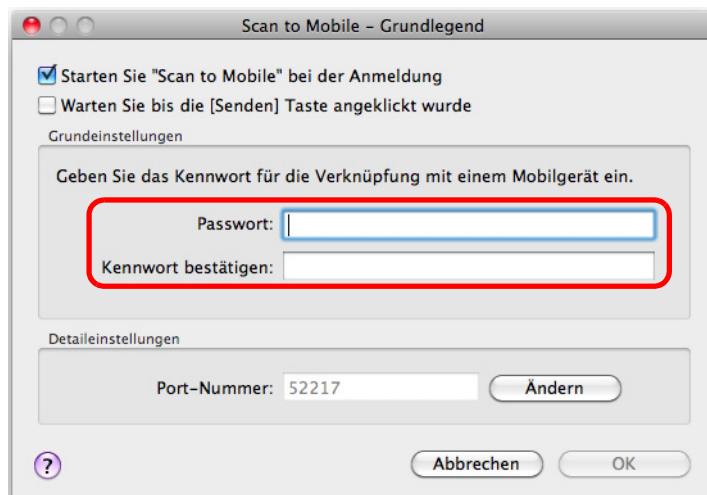 Scan to Mobile – Grundlegend
Starten Sie "Scan to Mobile" bei der Anmeldung
Warten Sie bis die [Senden] Taste angeklickt wurde
Grundeinstellungen
Geben Sie das Kennwort für die Verknüpfung mit einem Mobilgerät ein.
Passwort:
Kennwort bestätigen:
Detaileinstellungen
Port-Nummer: 52217 Ändern
? Abbrechen OK